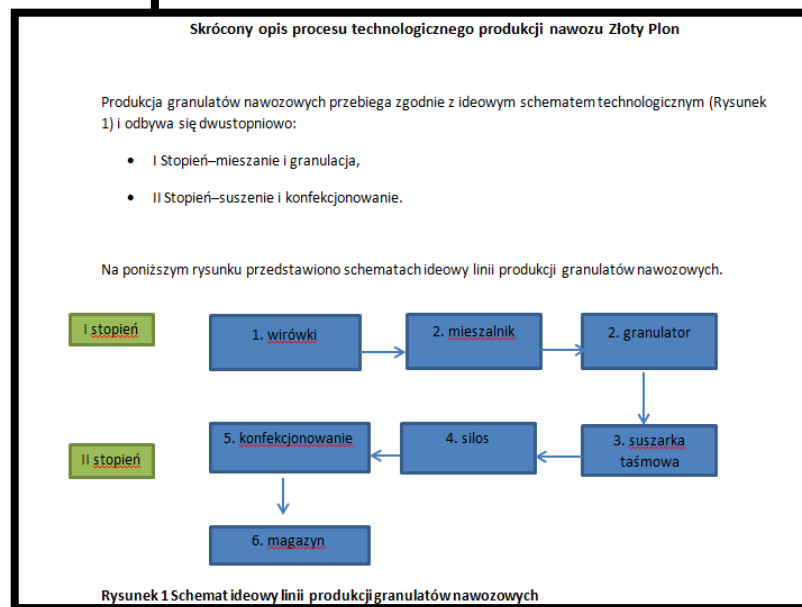 Skrócony opis procesu technologicznego produkcji nawozu Złoty Plon
Produkcja granulatów nawozowych przebiega zgodnie z ideowym schematem technologicznym (Rysunek
1) i odbywa się dwustopniowo:
• I Stopień–mieszanie i granulacja,
• II Stopień–suszenie i konfekcjonowanie.
Na poniższym rysunku przedstawiono schematach ideowy linii produkcji granulatów nawozowych.
I stopień
1. wirówki
2. mieszalnik
2. granulator
II stopień
5. konfekcjonowanie
4. silos
3. suszarka
taśmowa
6. magazyn
Rysunek 1 Schemat ideowy linii produkcji granulatów nawozowych